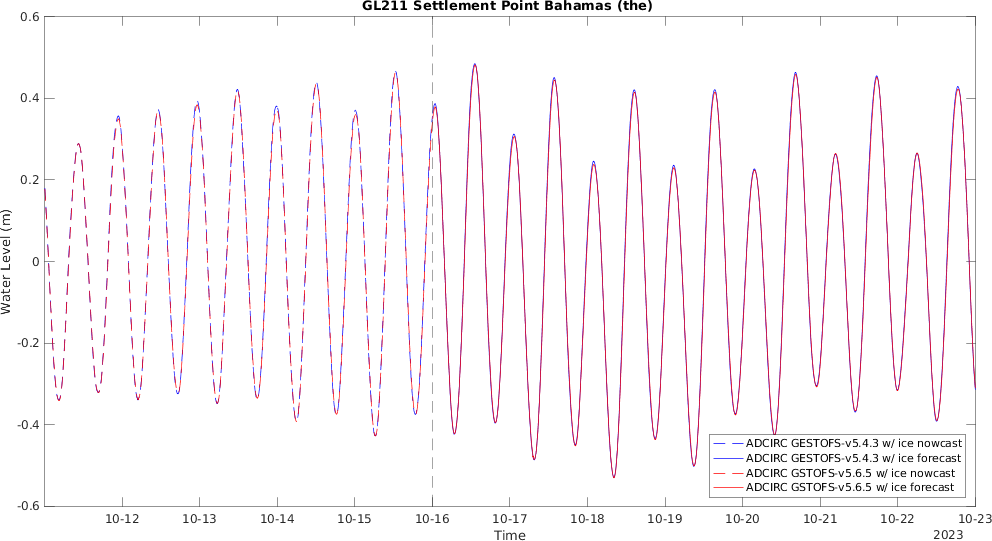 GL211 Settlement Point Bahamas (the)
0.6
0.4
0.2
0
-0.2
-0.4
-0.6
Water Level (m)
ADCIRC GESTOFS-v5.4.3 w/ ice nowcast
ADCIRC GESTOFS-v5.4.3 w/ ice forecast
ADCIRC GSTOFS-v5.6.5 w/ ice nowcast
ADCIRC GSTOFS-v5.6.5 w/ ice forecast
10-12 10-13 10-14 10-15 10-16 10-17 10-18 10-19 10-20 10-21 10-22 10-23
Time
2023